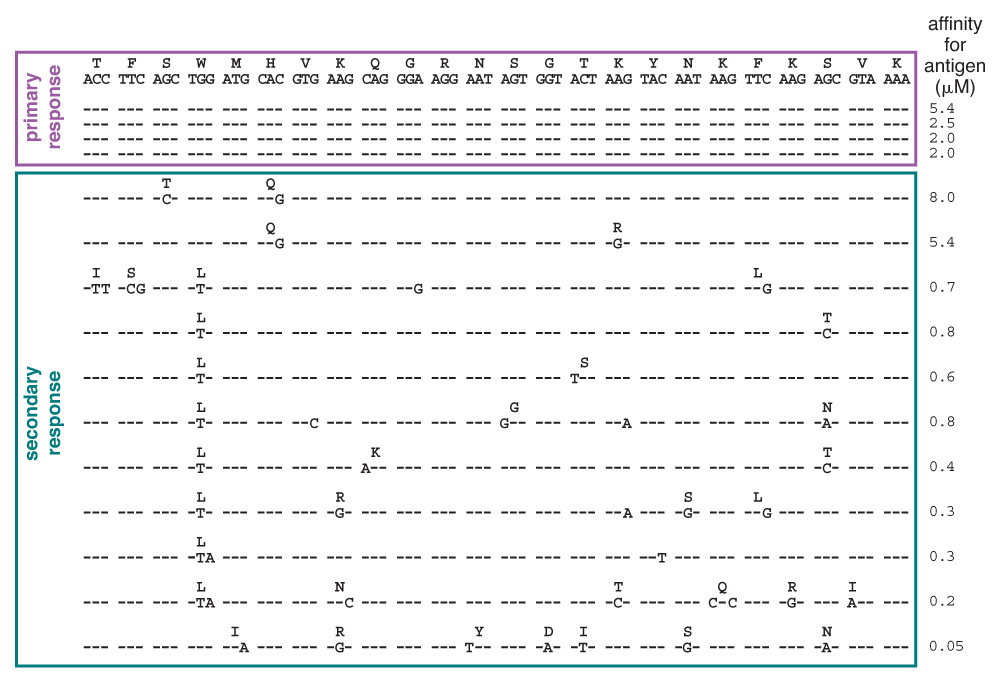 affinity
for
antigen
(μM)
primary
response
T F S W M H V K Q G R N S G T K Y N K F K S V K
ACC TTC AGC TGG ATG CAC GTG AAG CAG GGA AGG AAT AGT GGT ACT AAG TAC AAT AAG TTC AAG AGC GTA AAA
--- --- --- --- --- --- --- --- --- --- --- --- --- --- --- --- --- --- --- --- --- --- --- --- 5.4
--- --- --- --- --- --- --- --- --- --- --- --- --- --- --- --- --- --- --- --- --- --- --- --- 2.5
--- --- --- --- --- --- --- --- --- --- --- --- --- --- --- --- --- --- --- --- --- --- --- --- 2.0
--- --- --- --- --- --- --- --- --- --- --- --- --- --- --- --- --- --- --- --- --- --- --- --- 2.0
secondary
response
T Q
--- --- -C- --- --- --G --- --- --- --- --- --- --- --- --- --- --- --- --- --- --- --- --- --- 8.0
Q R
--- --- --- --- --- --G --- --- --- --- --- --- --- --- --- -G- --- --- --- --- --- --- --- --- 5.4
I S L L
-TT -CG --- -T- --- --- --- --- --- --G --- --- --- --- --- --- --- --- --- --G --- --- --- --- 0.7
L T
--- --- --- -T- --- --- --- --- --- --- --- --- --- --- --- --- --- --- --- --- --- -C- --- --- 0.8
L S
--- --- --- -T- --- --- --- --- --- --- --- --- --- --- T-- --- --- --- --- --- --- --- --- --- 0.6
L G N
--- --- --- -T- --- --- --C --- --- --- --- --- G-- --- --- --A --- --- --- --- --- -A- --- --- 0.8
L K T
--- --- --- -T- --- --- --- --- A-- --- --- --- --- --- --- --- --- --- --- --- --- -C- --- --- 0.4
L R S L
--- --- --- -T- --- --- --- -G- --- --- --- --- --- --- --- --A --- -G- --- --G --- --- --- --- 0.3
L
--- --- --- -TA --- --- --- --- --- --- --- --- --- --- --- --- --T --- --- --- --- --- --- --- 0.3
L N T Q R I
--- --- --- -TA --- --- --- --C --- --- --- --- --- --- --- -C- --- --- C-C --- -G- --- A-- --- 0.2
I R Y D I S N
--- --- --- --- --A --- --- -G- --- --- --- T-- --- -A- -T- --- --- -G- --- --- --- -A- --- --- 0.05